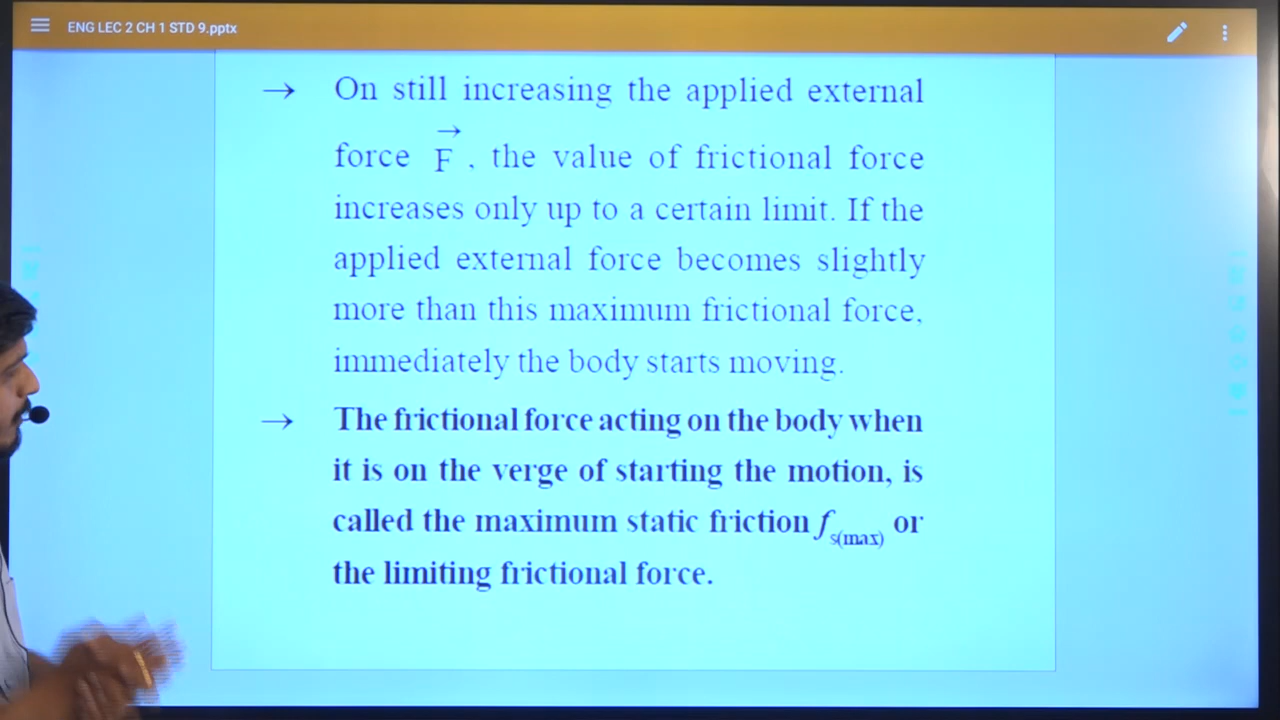 ENG LEC 2 CH 1 STD 9.pptx
→ On still increasing the applied external
force F⃗, the value of frictional force
increases only up to a certain limit. If the
applied external force becomes slightly
more than this maximum frictional force,
immediately the body starts moving.
→ The frictional force acting on the body when
it is on the verge of starting the motion, is
called the maximum static friction fs(max) or
the limiting frictional force.